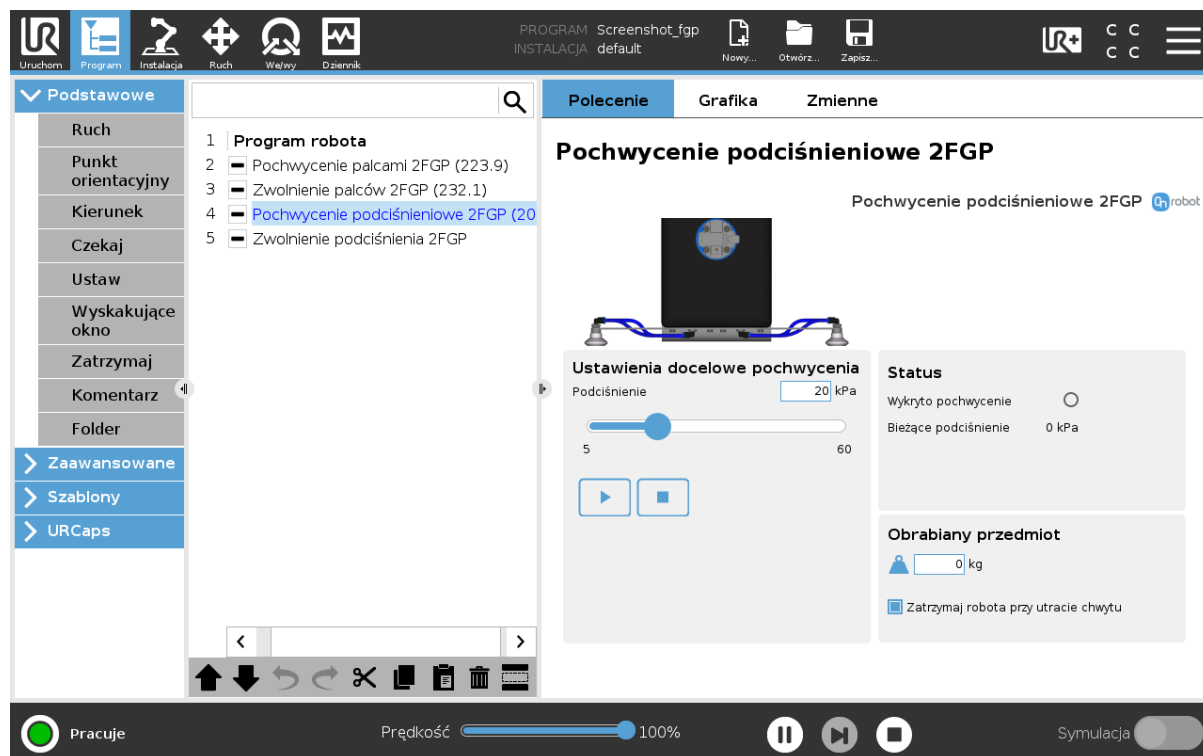 PROGRAM Screenshot_fgp
INSTALACJA default
Uruchom
Program
Instalacja
Ruch
We/wy
Dziennik
Nowy...
Otwórz...
Zapisz...
UR+
C C
C C
Podstawowe
Ruch
Punkt
orientacyjny
Kierunek
Czekaj
Ustaw
Wyskakujące
okno
Zatrzymaj
Komentarz
Folder
Zaawansowane
Szablony
URCaps
1 Program robota
2 Pochwycenie palcami 2FGP (223.9)
3 Zwolnienie palców 2FGP (232.1)
4 Pochwycenie podciśnieniowe 2FGP (20
5 Zwolnienie podciśnienia 2FGP
Polecenie Grafika Zmienne
Pochwycenie podciśnieniowe 2FGP
Pochwycenie podciśnieniowe 2FGP OnRobot
Ustawienia docelowe pochwycenia
Podciśnienie 20 kPa
5 60
Status
Wykryto pochwycenie
Bieżące podciśnienie 0 kPa
Obrabiany przedmiot
0 kg
Zatrzymaj robota przy utracie chwytu
Pracuje
Prędkość 100%
Symulacja